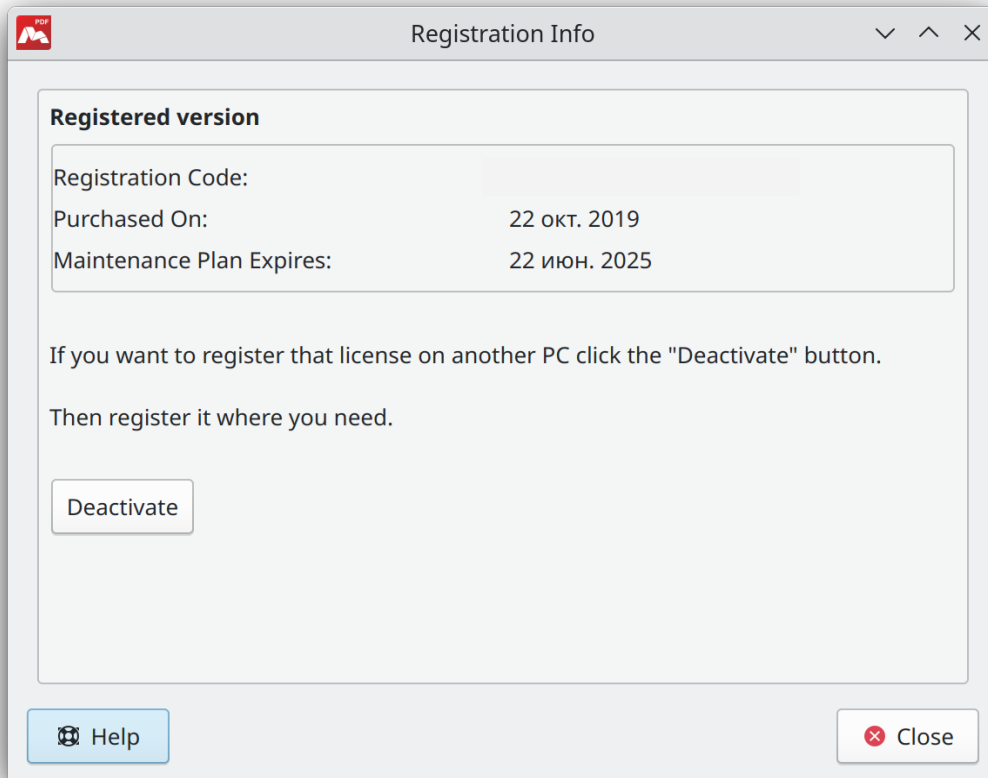 PDF
Registration Info
Registered version
Registration Code:
Purchased On: 22 окт. 2019
Maintenance Plan Expires: 22 июн. 2025
If you want to register that license on another PC click the "Deactivate" button.
Then register it where you need.
Deactivate
Help
Close